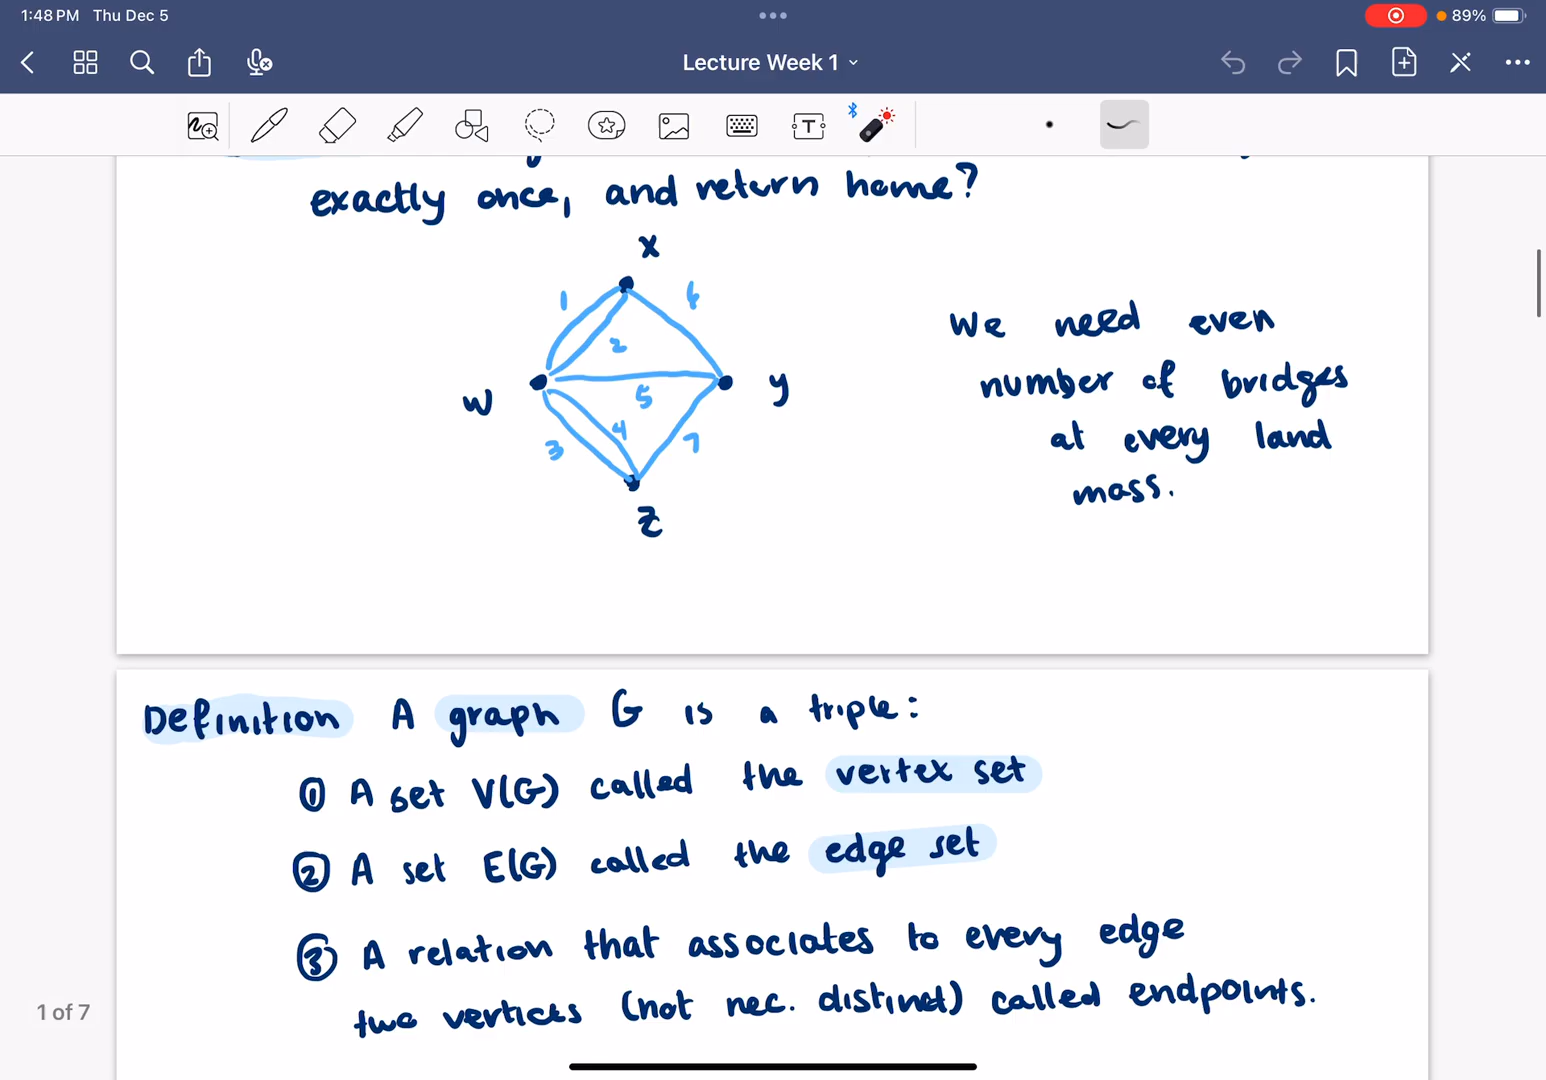 1:48 PM Thu Dec 5
89%
Lecture Week 1
exactly once, and return home?
x
1
6
2
w
5
y
3
4
7
z
We need even
number of bridges
at every land
mass.
Definition A graph G is a triple:
① A set V(G) called the vertex set
② A set E(G) called the edge set
③ A relation that associates to every edge
two vertices (not nec. distinct) called endpoints.
1 of 7